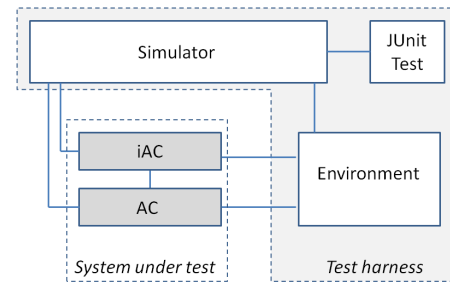 Simulator
JUnit
Test
iAC
AC
Environment
System under test
Test harness